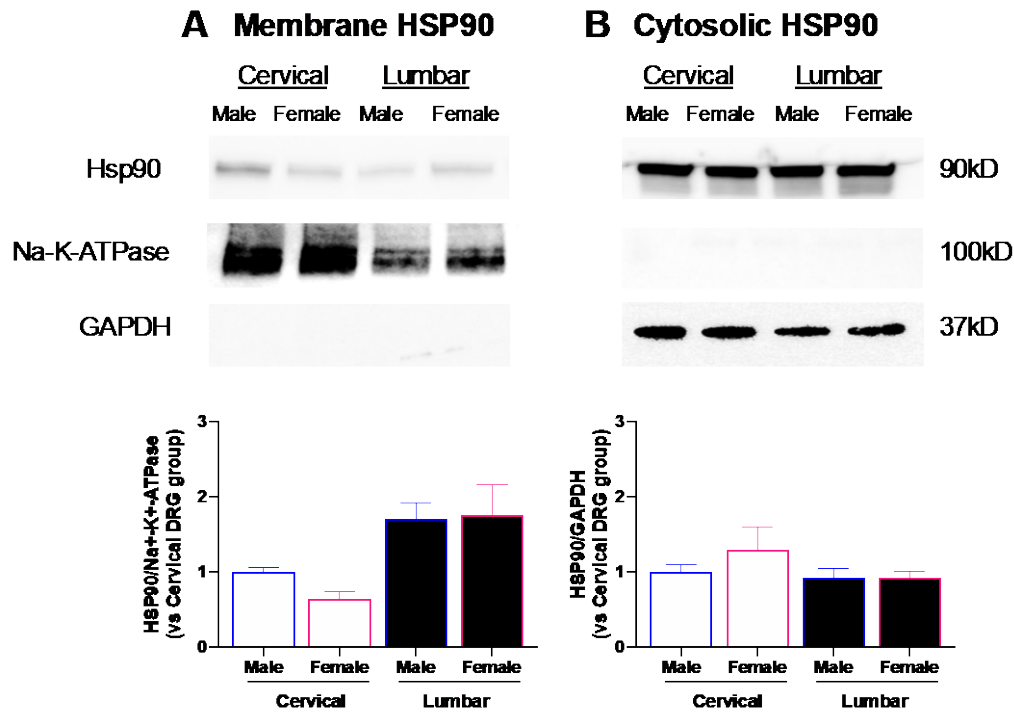 A Membrane HSP90
B Cytosolic HSP90
Cervical Lumbar
Male Female Male Female
Cervical Lumbar
Male Female Male Female
Hsp90
90kD
Na-K-ATPase
100kD
GAPDH
37kD
HSP90/Na+-K+-ATPase
(vs Cervical DRG group)
3
2
1
0
Male Female Male Female
Cervical Lumbar
HSP90/GAPDH
(vs Cervical DRG group)
3
2
1
0
Male Female Male Female
Cervical Lumbar